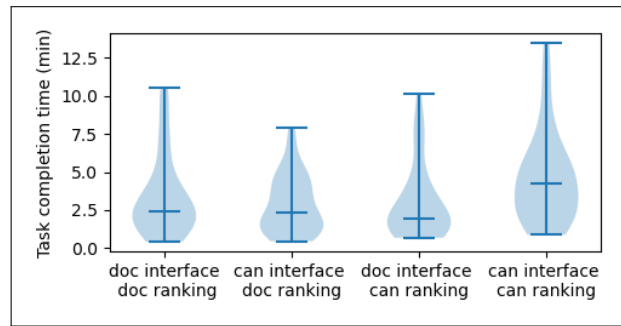 Task completion time (min)
12.5
10.0
7.5
5.0
2.5
0.0
doc interface can interface doc interface can interface
doc ranking doc ranking can ranking can ranking